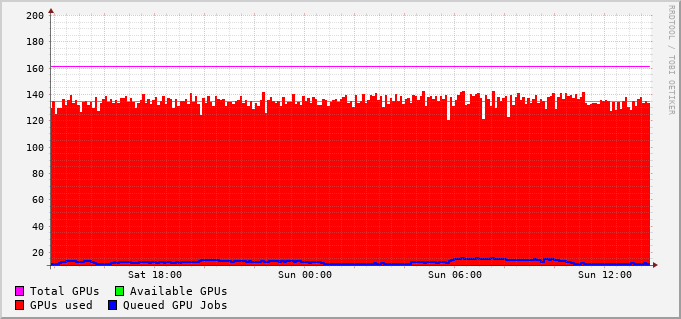 200
180
160
140
120
100
80
60
40
20
Sat 18:00 Sun 00:00 Sun 06:00 Sun 12:00
Total GPUs Available GPUs
GPUs used Queued GPU Jobs
RRDTOOL / TOBI OETIKER